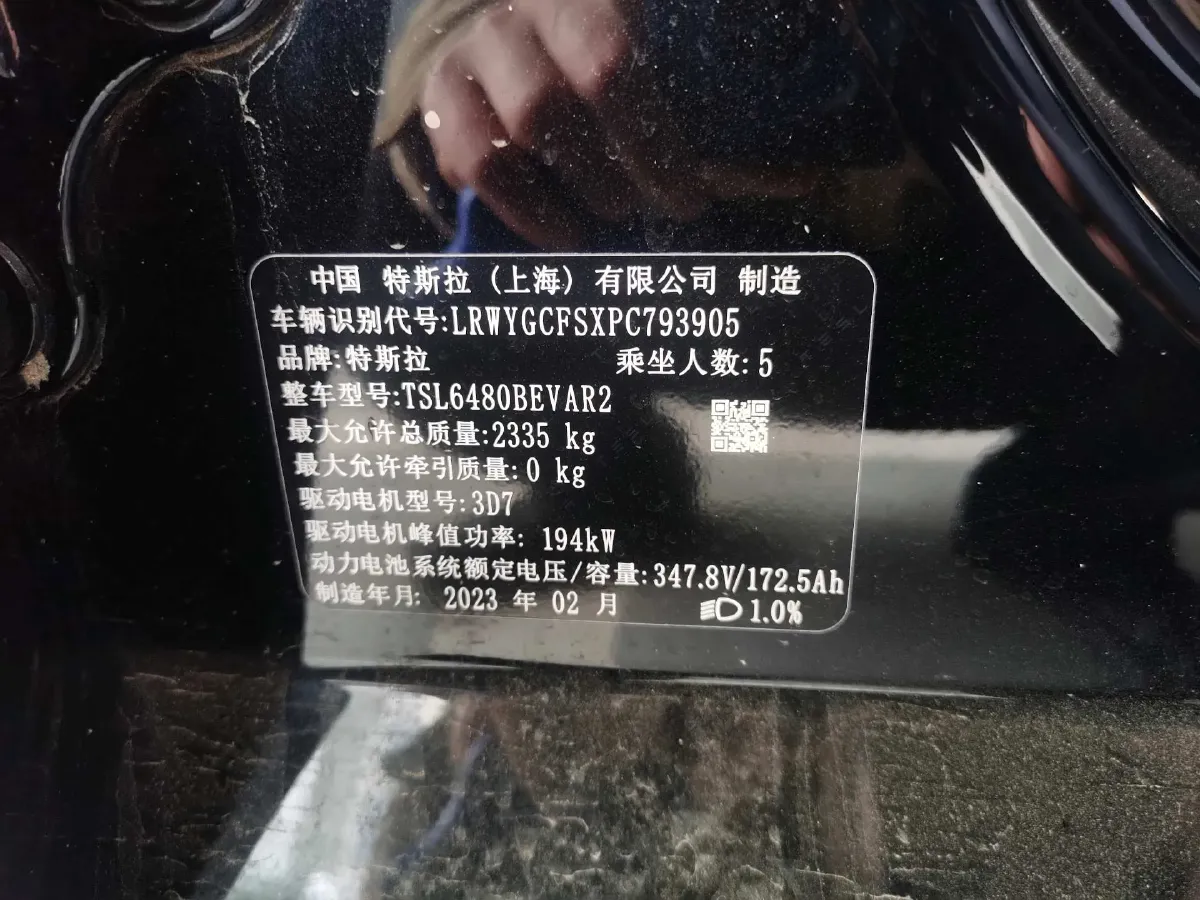 中国 特斯拉 (上海) 有限公司 制造
车辆识别代号:LRWYGCFSXPC793905
品牌:特斯拉 乘坐人数: 5
整车型号:TSL6480BEVAR2
最大允许总质量:2335 kg
最大允许牵引质量:0 kg
驱动电机型号:3D7
驱动电机峰值功率: 194kW
动力电池系统额定电压/容量:347.8V/172.5Ah
制造年月: 2023 年 02 月 1.0%